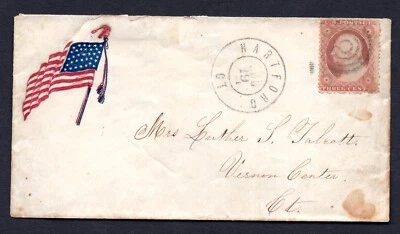 HARTFORD CT
19
THREE CENTS
Mrs Luther S. Talcott
Vernon Center
Ct.